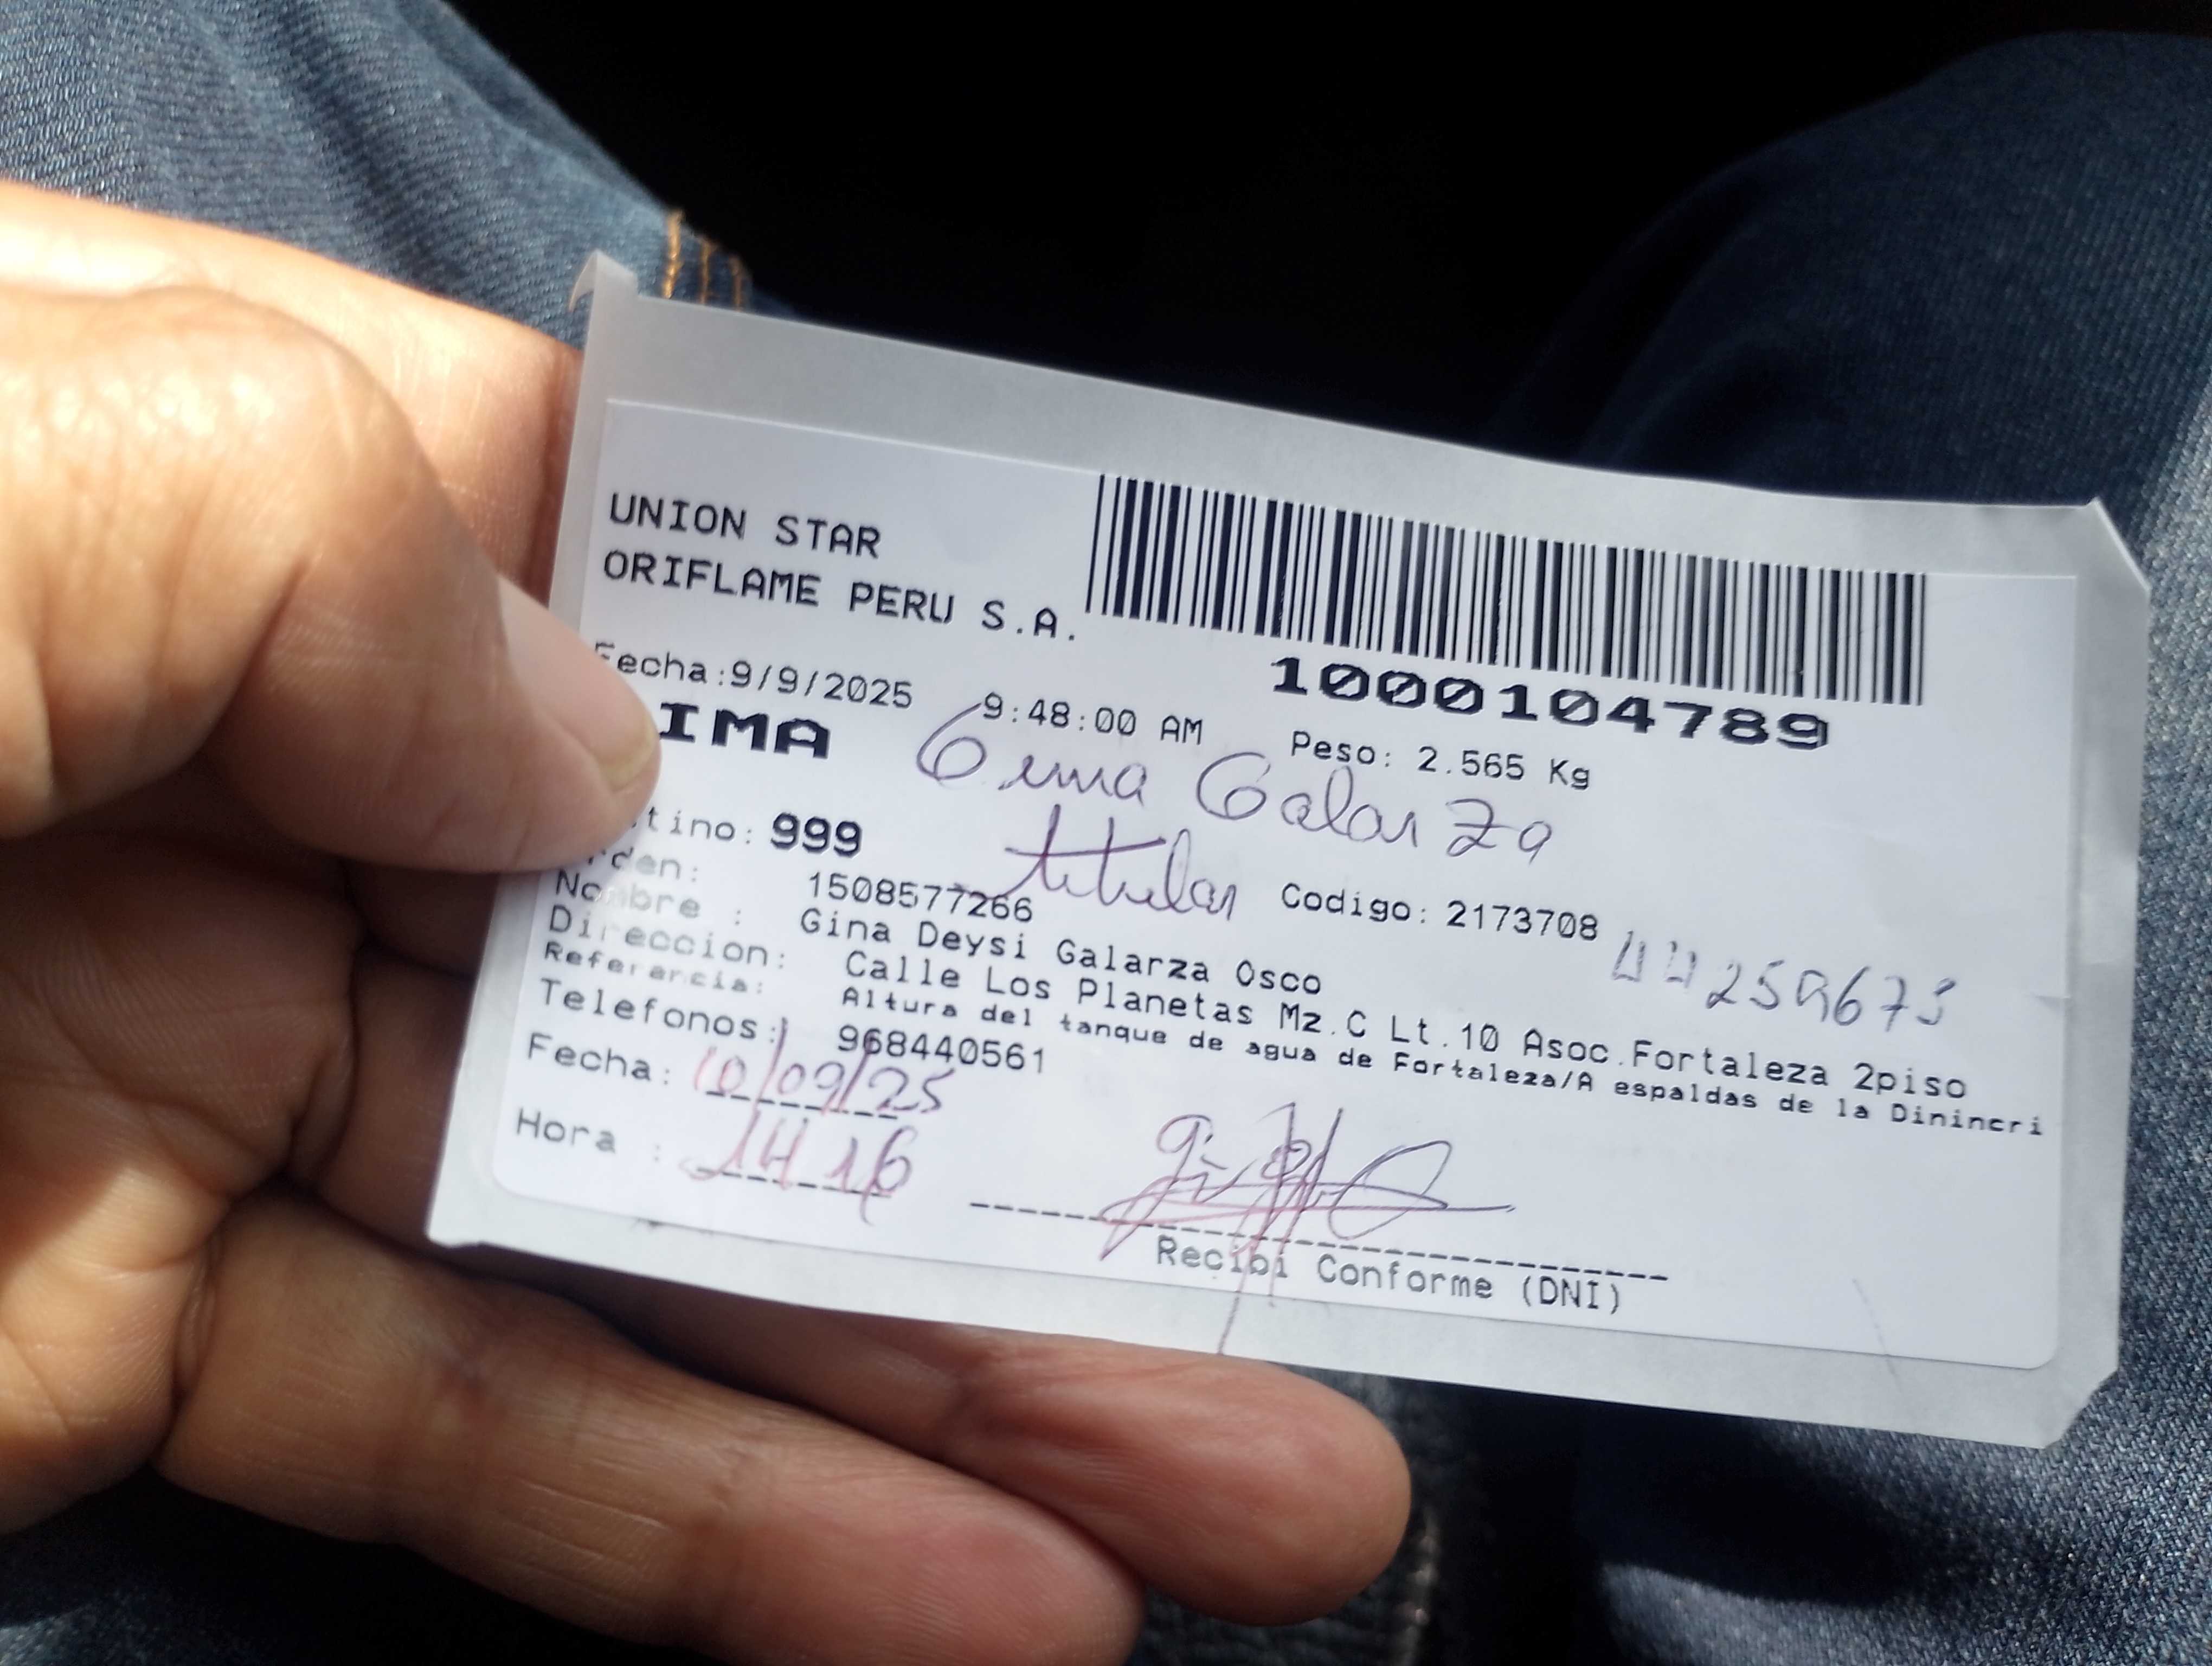 UNION STAR
ORIFLAME PERU S.A.
1000104789
Fecha:9/9/2025 9:48:00 AM Peso: 2.565 Kg
IMA
Galarza
titular
tino: 999
rden: 1508577266 Codigo: 2173708
Nombre : Gina Deysi Galarza Osco
Direccion: Calle Los Planetas Mz.C Lt.10 Asoc.Fortaleza 2piso
Referancia: Altura del tanque de agua de Fortaleza/A espaldas de la Dinincri
Telefonos: 968440561
Fecha: 10/09/25
Hora : 14 16
Recibi Conforme (DNI)